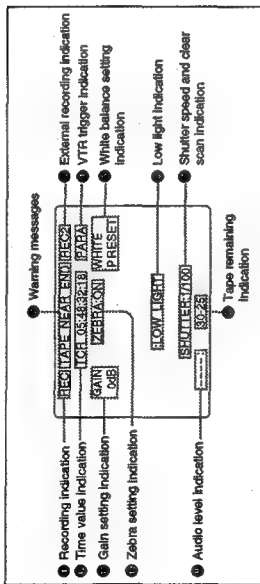 Warning messages
Recording indication
Time value indication
Gain setting indication
Zebra setting indication
Audio level indication
REC TAPE NEAR END REC2
TCR 05:48:32:18 PARA
GAIN ZEBRA:ON WHITE
0dB PRESET
:LOW LIGHT
SHUTTER:1/100
30-25
External recording indication
VTR trigger indication
White balance setting
indication
Low light indication
Shutter speed and clear
scan indication
Tape remaining
indication